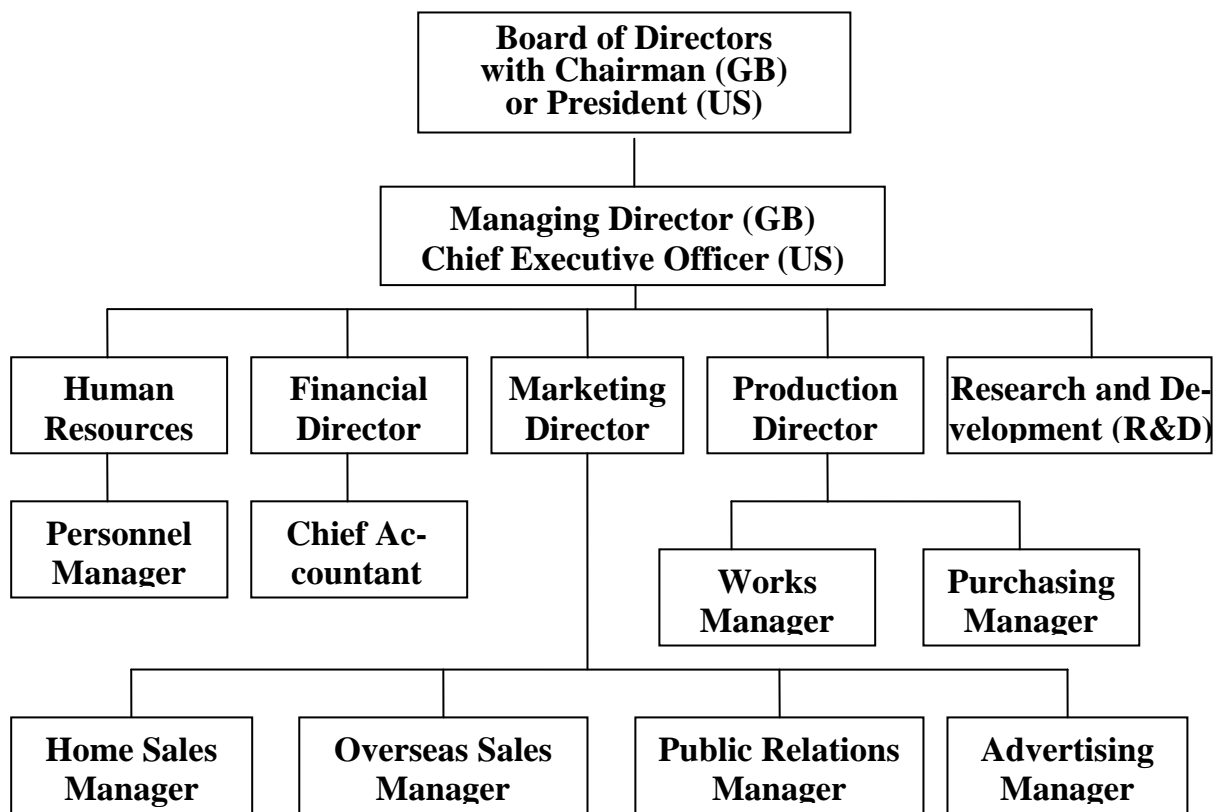 Board of Directors
with Chairman (GB)
or President (US)
Managing Director (GB)
Chief Executive Officer (US)
Human
Resources
Financial
Director
Marketing
Director
Production
Director
Research and De-
velopment (R&D)
Personnel
Manager
Chief Ac-
countant
Works
Manager
Purchasing
Manager
Home Sales
Manager
Overseas Sales
Manager
Public Relations
Manager
Advertising
Manager